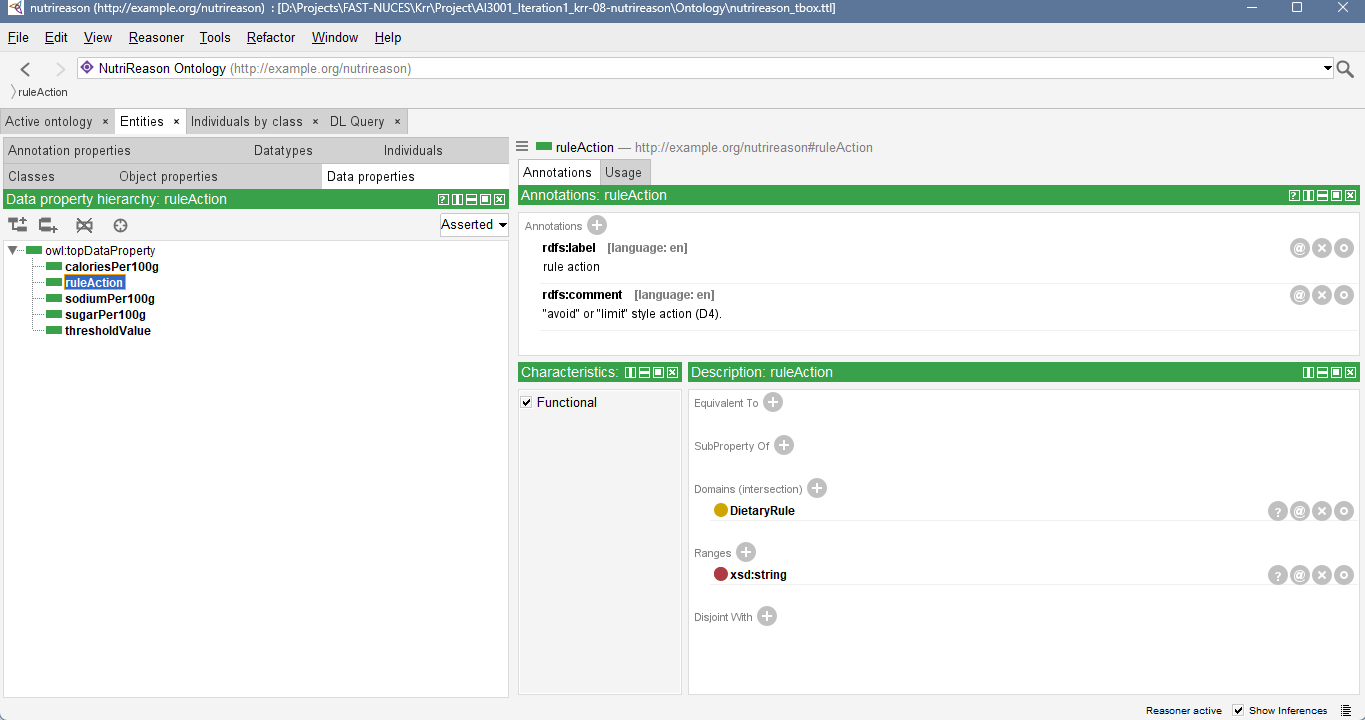 nutrireason (http://example.org/nutrireason) : [D:\Projects\FAST-NUCES\Krr\Project\AI3001_Iteration1_krr-08-nutrireason\Ontology\nutrireason_tbox.ttl]
File Edit View Reasoner Tools Refactor Window Help
NutriReason Ontology (http://example.org/nutrireason)
ruleAction
Active ontology × Entities × Individuals by class × DL Query ×
Annotation properties Datatypes Individuals
Classes Object properties Data properties
Data property hierarchy: ruleAction
Asserted
owl:topDataProperty
caloriesPer100g
ruleAction
sodiumPer100g
sugarPer100g
thresholdValue
ruleAction — http://example.org/nutrireason#ruleAction
Annotations Usage
Annotations: ruleAction
Annotations
rdfs:label [language: en]
rule action
rdfs:comment [language: en]
"avoid" or "limit" style action (D4).
Characteristics:
Functional
Description: ruleAction
Equivalent To
SubProperty Of
Domains (intersection)
DietaryRule
Ranges
xsd:string
Disjoint With
Reasoner active Show Inferences